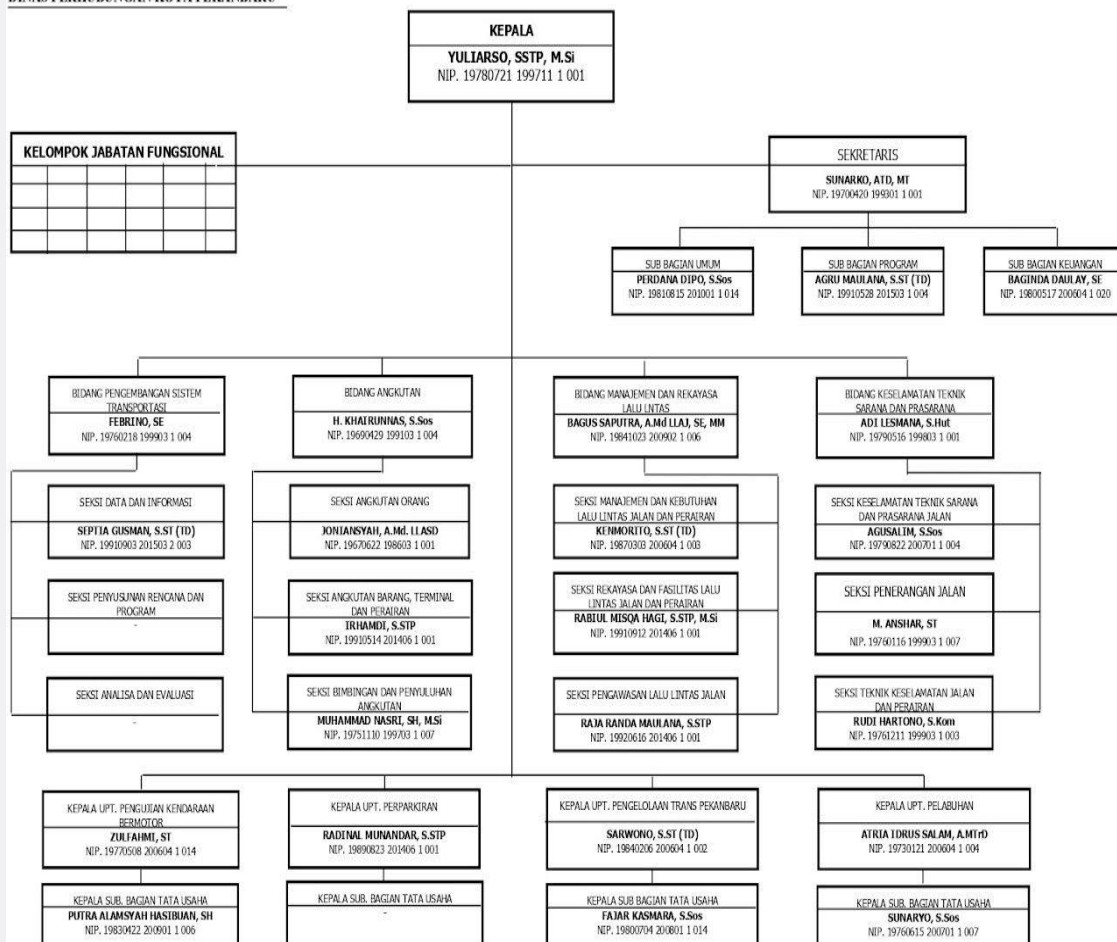 DINAS PERHUBUNGAN KOTA PEKANBARU
KEPALA
YULIARSO, SSTP, M.Si
NIP. 19780721 199711 1 001
KELOMPOK JABATAN FUNGSIONAL
SEKRETARIS
SUNARKO, ATD, MT
NIP. 19700420 199301 1 001
SUB BAGIAN UMUM
PERDANA DIPO, S.Sos
NIP. 19810815 201001 1 014
SUB BAGIAN PROGRAM
AGRU MAULANA, S.ST (TD)
NIP. 19910528 201503 1 004
SUB BAGIAN KEUANGAN
BAGINDA DAULAY, SE
NIP. 19800517 200604 1 020
BIDANG PENGEMBANGAN SISTEM
TRANSPORTASI
FEBRINO, SE
NIP. 19760218 199903 1 004
BIDANG ANGKUTAN
H. KHAIRUNNAS, S.Sos
NIP. 19690429 199103 1 004
BIDANG MANAJEMEN DAN REKAYASA
LALU LNTAS
BAGUS SAPUTRA, A.Md LLAJ, SE, MM
NIP. 19841023 200902 1 006
BIDANG KESELAMATAN TEKNIK
SARANA DAN PRASARANA
ADI LESMANA, S.Hut
NIP. 19790516 199803 1 001
SEKSI DATA DAN INFORMASI
SEPTIA GUSMAN, S.ST (TD)
NIP. 19910903 201503 2 003
SEKSI ANGKUTAN ORANG
JONIANSYAH, A.Md. LLASD
NIP. 19670622 198603 1 001
SEKSI MANAJEMEN DAN KEBUTUHAN
LALU LINTAS JALAN DAN PERAIRAN
KENMORITO, S.ST (TD)
NIP. 19870303 200604 1 003
SEKSI KESELAMATAN TEKNIK SARANA
DAN PRASARANA JALAN
AGUSALIM, S.Sos
NIP. 19790822 200701 1 004
SEKSI PENYUSUNAN RENCANA DAN
PROGRAM
-
SEKSI ANGKUTAN BARANG, TERMINAL
DAN PERAIRAN
IRHAMDI, S.STP
NIP. 19910514 201406 1 001
SEKSI REKAYASA DAN FASILITAS LALU
LINTAS JALAN DAN PERAIRAN
RABIUL MISQA HAGI, S.STP, M.Si
NIP. 19910912 201406 1 001
SEKSI PENERANGAN JALAN
M. ANSHAR, ST
NIP. 19760116 199903 1 007
SEKSI ANALISA DAN EVALUASI
-
SEKSI BIMBINGAN DAN PENYULUHAN
ANGKUTAN
MUHAMMAD NASRI, SH, M.Si
NIP. 19751110 199703 1 007
SEKSI PENGAWASAN LALU LINTAS JALAN
RAJA RANDA MAULANA, S.STP
NIP. 19920616 201406 1 001
SEKSI TEKNIK KESELAMATAN JALAN
DAN PERAIRAN
RUDI HARTONO, S.Kom
NIP. 19761211 199903 1 003
KEPALA UPT. PENGUJIAN KENDARAAN
BERMOTOR
ZULFAHMI, ST
NIP. 19770508 200604 1 014
KEPALA UPT. PERPARKIRAN
RADINAL MUNANDAR, S.STP
NIP. 19890823 201406 1 001
KEPALA UPT. PENGELOLAAN TRANS PEKANBARU
SARWONO, S.ST (TD)
NIP. 19840206 200604 1 002
KEPALA UPT. PELABUHAN
ATRIA IDRUS SALAM, A.MTrD
NIP. 19730121 200604 1 004
KEPALA SUB. BAGIAN TATA USAHA
PUTRA ALAMSYAH HASIBUAN, SH
NIP. 19830422 200901 1 006
KEPALA SUB. BAGIAN TATA USAHA
-
KEPALA SUB BAGIAN TATA USAHA
FAJAR KASMARA, S.Sos
NIP. 19800704 200801 1 014
KEPALA SUB. BAGIAN TATA USAHA
SUNARYO, S.Sos
NIP. 19760615 200701 1 007